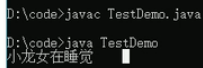 D:\code>javac TestDemo.java
D:\code>java TestDemo
小龙女在睡觉